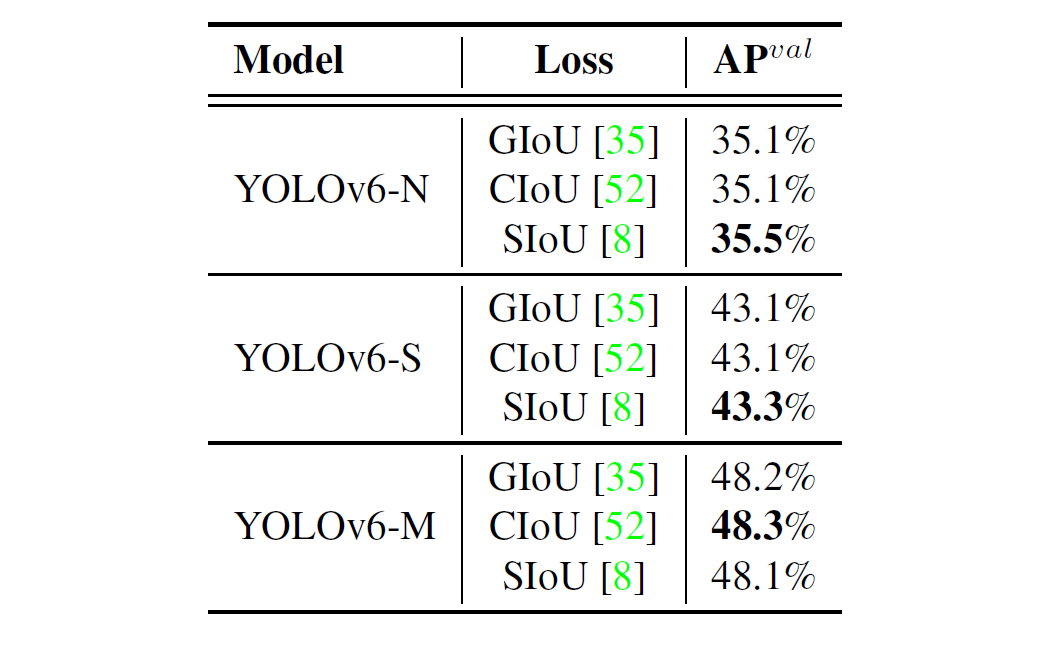 Model Loss AP^val
GIoU [35] 35.1%
YOLOv6-N CIoU [52] 35.1%
SIoU [8] 35.5%
GIoU [35] 43.1%
YOLOv6-S CIoU [52] 43.1%
SIoU [8] 43.3%
GIoU [35] 48.2%
YOLOv6-M CIoU [52] 48.3%
SIoU [8] 48.1%